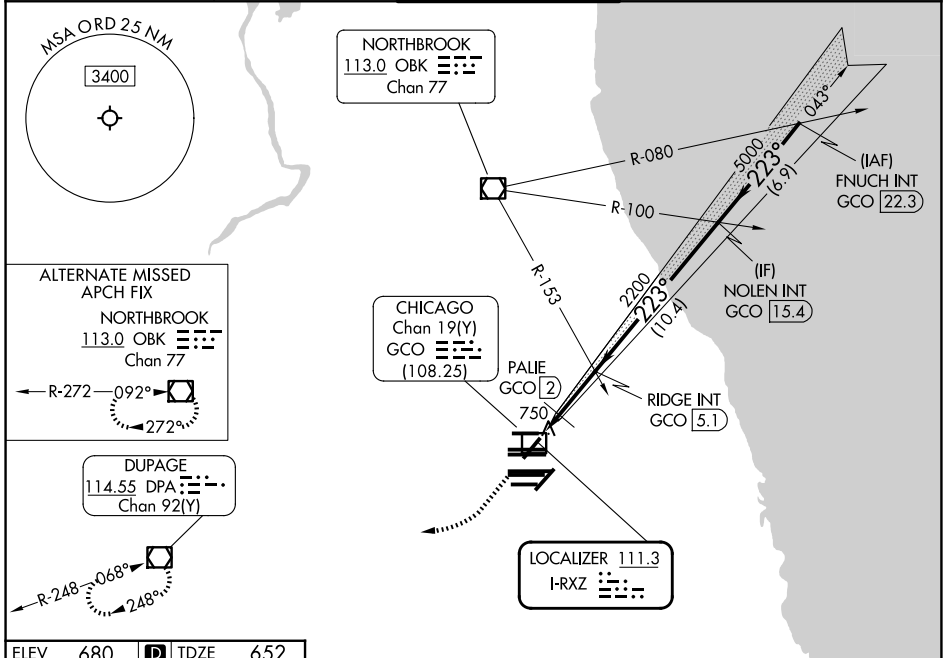 MSA ORD 25 NM
3400
NORTHBROOK
113.0 OBK
Chan 77
R-080
R-100
R-153
5000
043°
223°
(6.9)
(IAF)
FNUCH INT
GCO 22.3
(IF)
NOLEN INT
GCO 15.4
2200
223°
(10.4)
RIDGE INT
GCO 5.1
ALTERNATE MISSED
APCH FIX
NORTHBROOK
113.0 OBK
Chan 77
R-272
092°
272°
CHICAGO
Chan 19(Y)
GCO
(108.25)
PALIE
GCO 2
750
DUPAGE
114.55 DPA
Chan 92(Y)
R-248
068°
248°
LOCALIZER 111.3
I-RXZ
ELEV 680 D TDZE 652